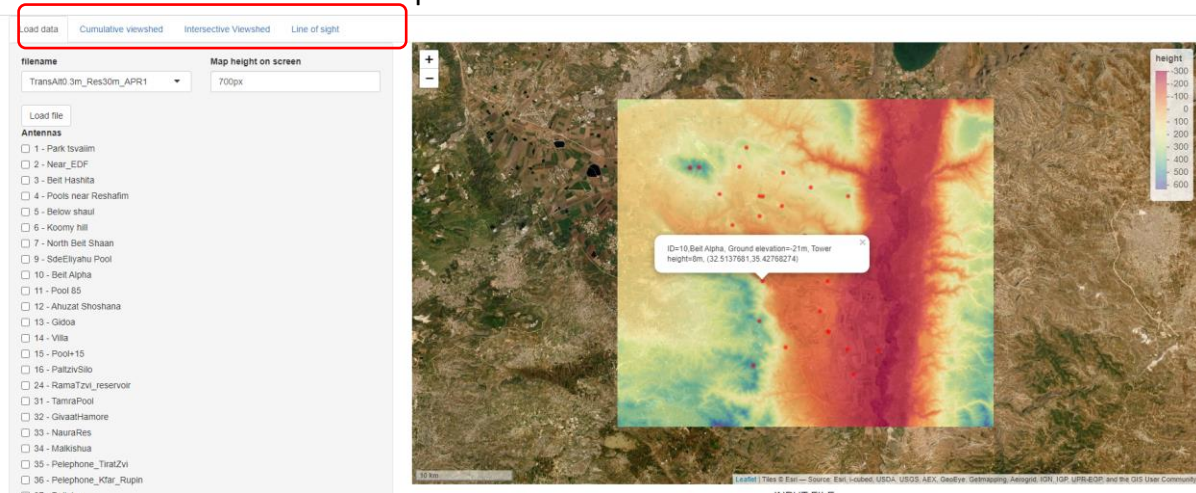 Load data Cumulative viewshed Intersective Viewshed Line of sight
filename Map height on screen
TransAlt0.3m_Res30m_APR1 700px
Load file
Antennas
1 - Park tsvaiim
2 - Near_EDF
3 - Beit Hashita
4 - Pools near Reshafim
5 - Below shaul
6 - Koomy hill
7 - North Beit Shaan
9 - SdeEliyahu Pool
10 - Beit Alpha
11 - Pool 85
12 - Ahuzat Shoshana
13 - Gidoa
14 - Villa
15 - Pool+15
16 - PaltzivSilo
24 - RamaTzvi_reservoir
31 - TamraPool
32 - GivaatHamore
33 - NauraRes
34 - Malkishua
35 - Pelephone_TiratZvi
36 - Pelephone_Kfar_Rupin
+
−
ID=10,Beit Alpha, Ground elevation=-21m, Tower
height=8m, (32.5137681,35.42768274)
×
height
-300
-200
-100
0
100
200
300
400
500
600
10 km
Leaflet | Tiles © Esri — Source: Esri, i-cubed, USDA, USGS, AEX, GeoEye, Getmapping, Aerogrid, IGN, IGP, UPR-EGP, and the GIS User Community